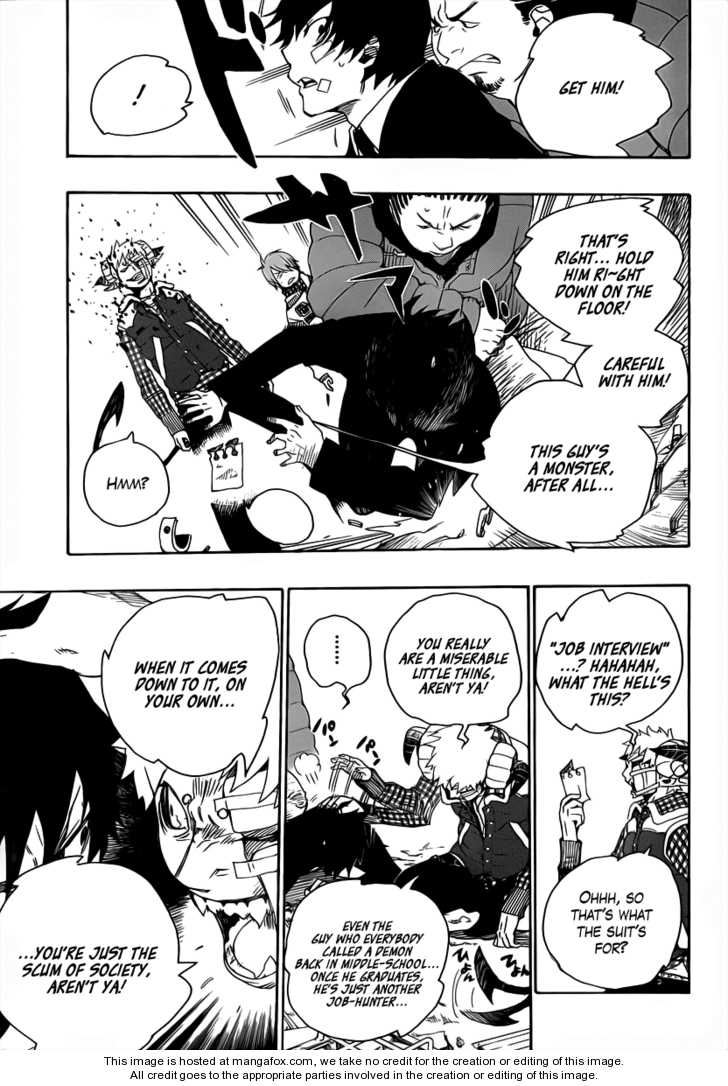 GET HIM!
!
THAT'S
RIGHT... HOLD
HIM RI~GHT
DOWN ON THE
FLOOR!
CAREFUL
WITH HIM!
THIS GUY'S
A MONSTER,
AFTER ALL...
HMM?
"JOB INTERVIEW"
...? HAHAHAH,
WHAT THE HELL'S
THIS?
OHHH, SO
THAT'S WHAT
THE SUIT'S
FOR?
YOU REALLY
ARE A MISERABLE
LITTLE THING,
AREN'T YA!
......
EVEN THE
GUY WHO EVERYBODY
CALLED A DEMON
BACK IN MIDDLE-SCHOOL...
ONCE HE GRADUATES,
HE'S JUST ANOTHER
JOB-HUNTER...
WHEN IT COMES
DOWN TO IT, ON
YOUR OWN...
...YOU'RE JUST THE
SCUM OF SOCIETY,
AREN'T YA!
This image is hosted at mangafox.com, we take no credit for the creation or editing of this image.
All credit goes to the appropriate parties involved in the creation or editing of this image.